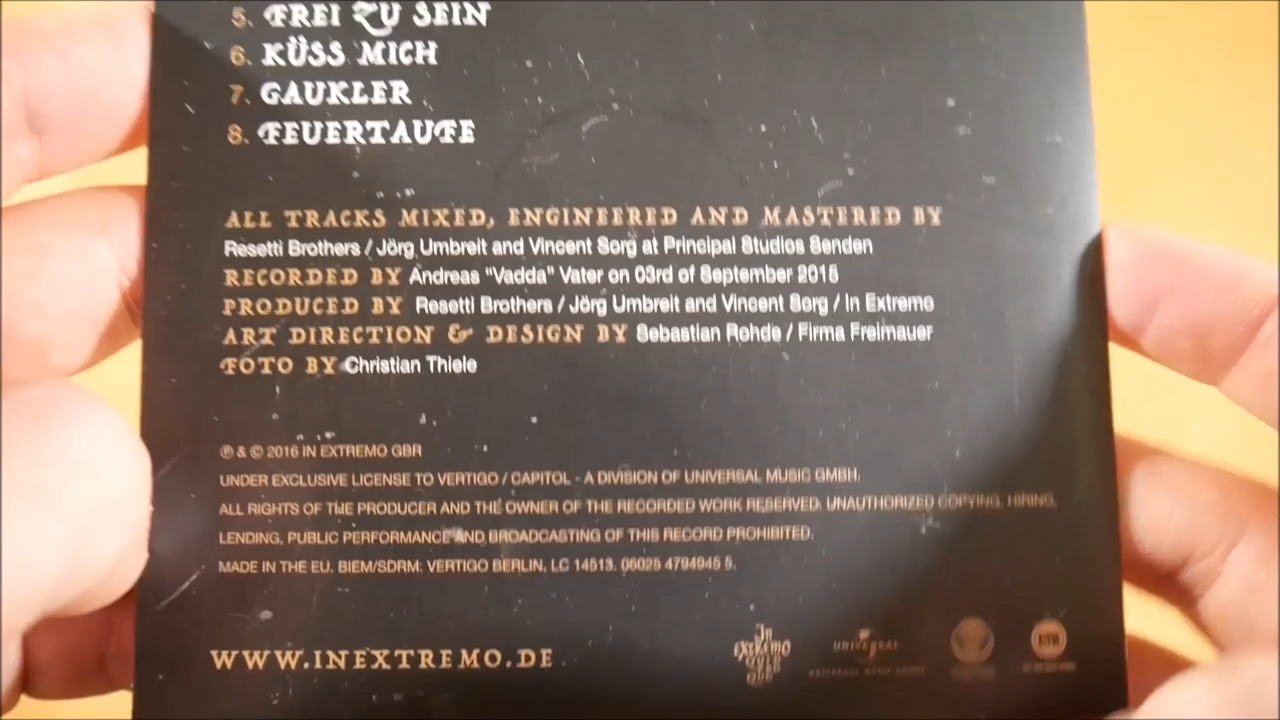 5. FREI ZU SEIN
6. KÜSS MICH
7. GAUKLER
8. FEUERTAUFE
ALL TRACKS MIXED, ENGINEERED AND MASTERED BY
Resetti Brothers / Jörg Umbreit and Vincent Sorg at Principal Studios Senden
RECORDED BY Andreas "Vadda" Vater on 03rd of September 2015
PRODUCED BY Resetti Brothers / Jörg Umbreit and Vincent Sorg / In Extremo
ART DIRECTION & DESIGN BY Sebastian Rohde / Firma Freimauer
FOTO BY Christian Thiele
℗ & © 2016 IN EXTREMO GBR
UNDER EXCLUSIVE LICENSE TO VERTIGO / CAPITOL - A DIVISION OF UNIVERSAL MUSIC GMBH.
ALL RIGHTS OF THE PRODUCER AND THE OWNER OF THE RECORDED WORK RESERVED. UNAUTHORIZED COPYING, HIRING,
LENDING, PUBLIC PERFORMANCE AND BROADCASTING OF THIS RECORD PROHIBITED.
MADE IN THE EU. BIEM/SDRM; VERTIGO BERLIN, LC 14513. 06025 4794945 5.
WWW.INEXTREMO.DE
IN EXTREMO
UNIVERSAL
UNIVERSAL MUSIC GROUP